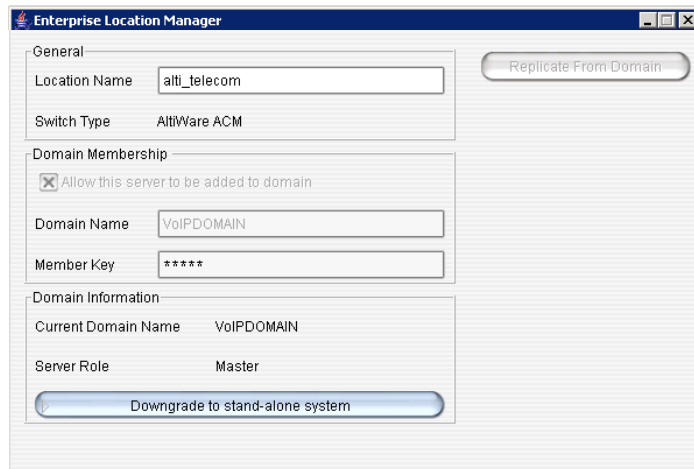 Enterprise Location Manager
General
Location Name alti_telecom
Replicate From Domain
Switch Type AltiWare ACM
Domain Membership
Allow this server to be added to domain
Domain Name VoIPDOMAIN
Member Key *****
Domain Information
Current Domain Name VoIPDOMAIN
Server Role Master
Downgrade to stand-alone system